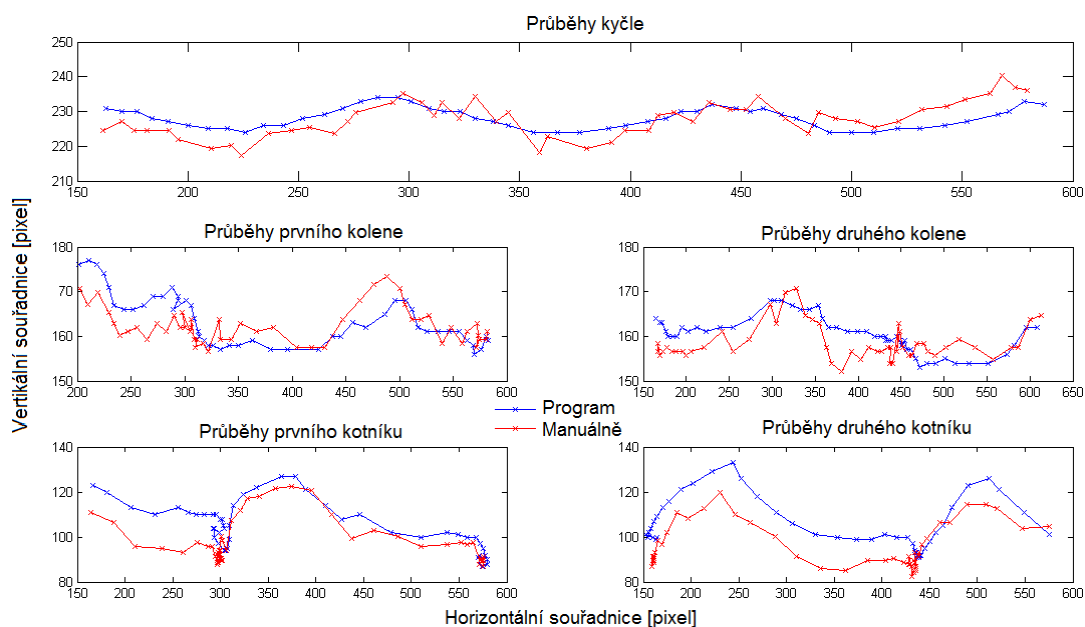 Průběhy kyčle
250
240
230
220
210
150 200 250 300 350 400 450 500 550 600
Vertikální souřadnice [pixel]
Průběhy prvního kolene
180
170
160
150
200 250 300 350 400 450 500 550 600
Průběhy druhého kolene
180
170
160
150
150 200 250 300 350 400 450 500 550 600 650
Program
Manuálně
Průběhy prvního kotníku
140
120
100
80
150 200 250 300 350 400 450 500 550 600
Průběhy druhého kotníku
140
120
100
80
150 200 250 300 350 400 450 500 550 600
Horizontální souřadnice [pixel]